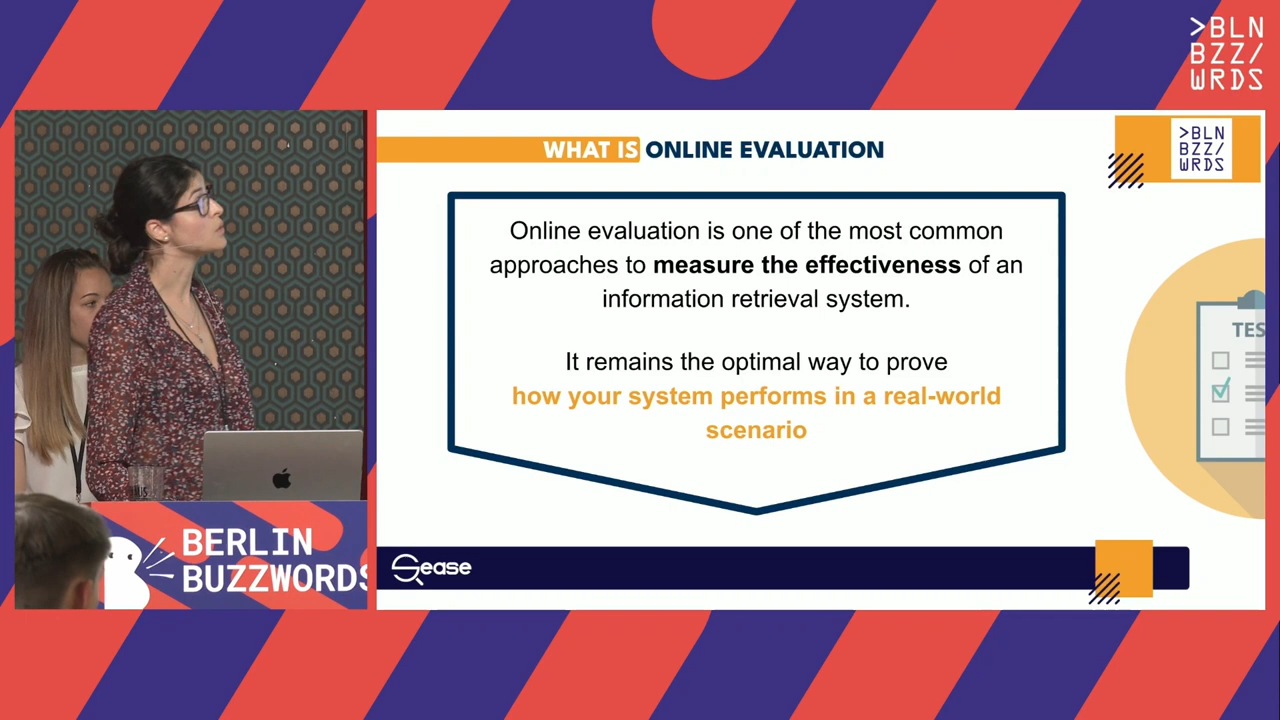 >BLN
BZZ/
WRDS
WHAT IS ONLINE EVALUATION
>BLN
BZZ/
WRDS
Online evaluation is one of the most common
approaches to measure the effectiveness of an
information retrieval system.
It remains the optimal way to prove
how your system performs in a real-world
scenario
TES
BERLIN
BUZZWORDS
Sease